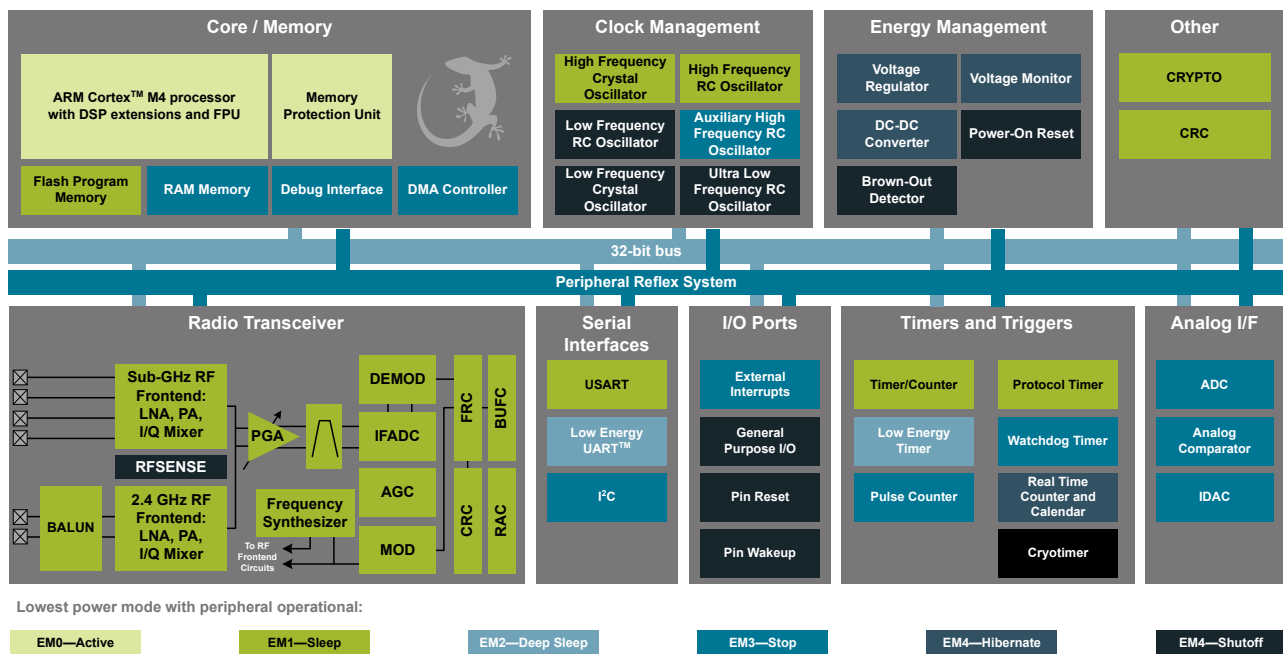 Core / Memory
ARM Cortex™ M4 processor
with DSP extensions and FPU
Memory
Protection Unit
Flash Program
Memory
RAM Memory
Debug Interface
DMA Controller
Clock Management
High Frequency
Crystal
Oscillator
High Frequency
RC Oscillator
Low Frequency
RC Oscillator
Auxiliary High
Frequency RC
Oscillator
Low Frequency
Crystal
Oscillator
Ultra Low
Frequency RC
Oscillator
Energy Management
Voltage
Regulator
Voltage Monitor
DC-DC
Converter
Power-On Reset
Brown-Out
Detector
Other
CRYPTO
CRC
32-bit bus
Peripheral Reflex System
Radio Transceiver
Sub-GHz RF
Frontend:
LNA, PA,
I/Q Mixer
RFSENSE
BALUN
2.4 GHz RF
Frontend:
LNA, PA,
I/Q Mixer
PGA
DEMOD
IFADC
AGC
MOD
Frequency
Synthesizer
To RF
Frontend
Circuits
FRC
BUFC
CRC
RAC
Serial
Interfaces
USART
Low Energy
UART™
I²C
I/O Ports
External
Interrupts
General
Purpose I/O
Pin Reset
Pin Wakeup
Timers and Triggers
Timer/Counter
Protocol Timer
Low Energy
Timer
Watchdog Timer
Pulse Counter
Real Time
Counter and
Calendar
Cryotimer
Analog I/F
ADC
Analog
Comparator
IDAC
Lowest power mode with peripheral operational:
EM0—Active
EM1—Sleep
EM2—Deep Sleep
EM3—Stop
EM4—Hibernate
EM4—Shutoff